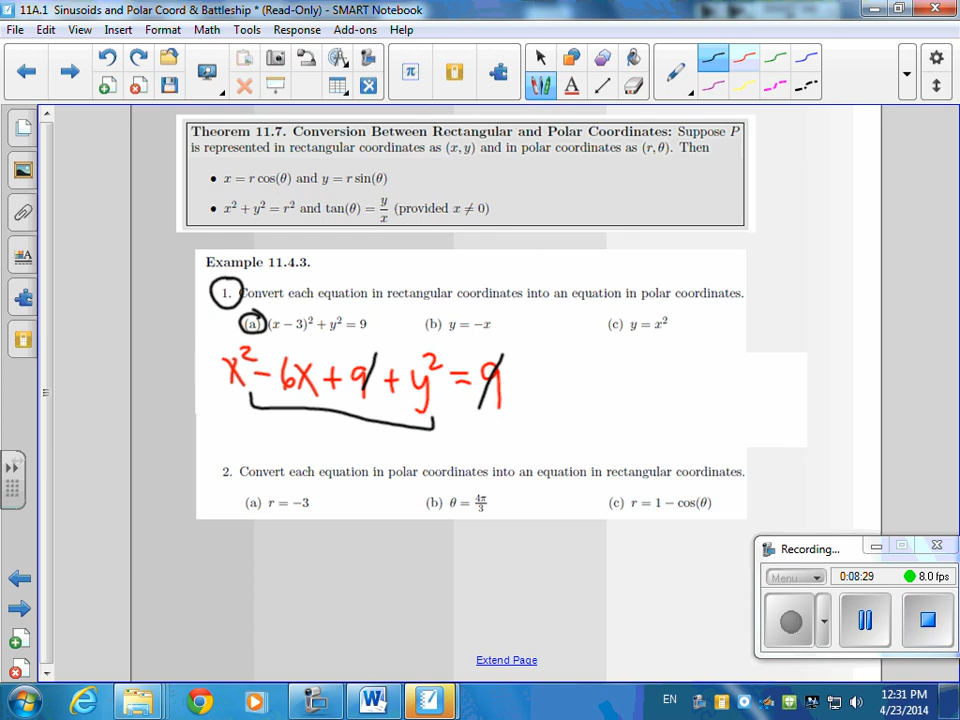 11A.1 Sinusoids and Polar Coord & Battleship * (Read-Only) - SMART Notebook
File Edit View Insert Format Math Tools Response Add-ons Help
Theorem 11.7. Conversion Between Rectangular and Polar Coordinates: Suppose P
is represented in rectangular coordinates as (x, y) and in polar coordinates as (r, θ). Then
• x = r cos(θ) and y = r sin(θ)
• x² + y² = r² and tan(θ) = y/x (provided x ≠ 0)
Example 11.4.3.
1. Convert each equation in rectangular coordinates into an equation in polar coordinates.
(a) (x − 3)² + y² = 9 (b) y = −x (c) y = x²
x² - 6x + 9 + y² = 9
2. Convert each equation in polar coordinates into an equation in rectangular coordinates.
(a) r = −3 (b) θ = 4π/3 (c) r = 1 − cos(θ)
Recording...
Menu 0:08:29 8.0 fps
Extend Page
EN 12:31 PM
4/23/2014